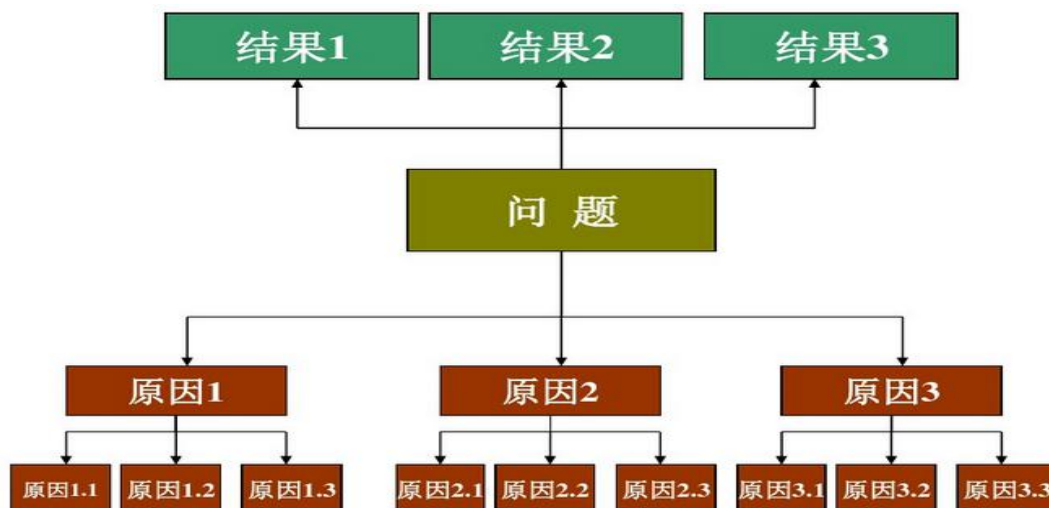 结果1
结果2
结果3
问 题
原因1
原因2
原因3
原因1.1
原因1.2
原因1.3
原因2.1
原因2.2
原因2.3
原因3.1
原因3.2
原因3.3